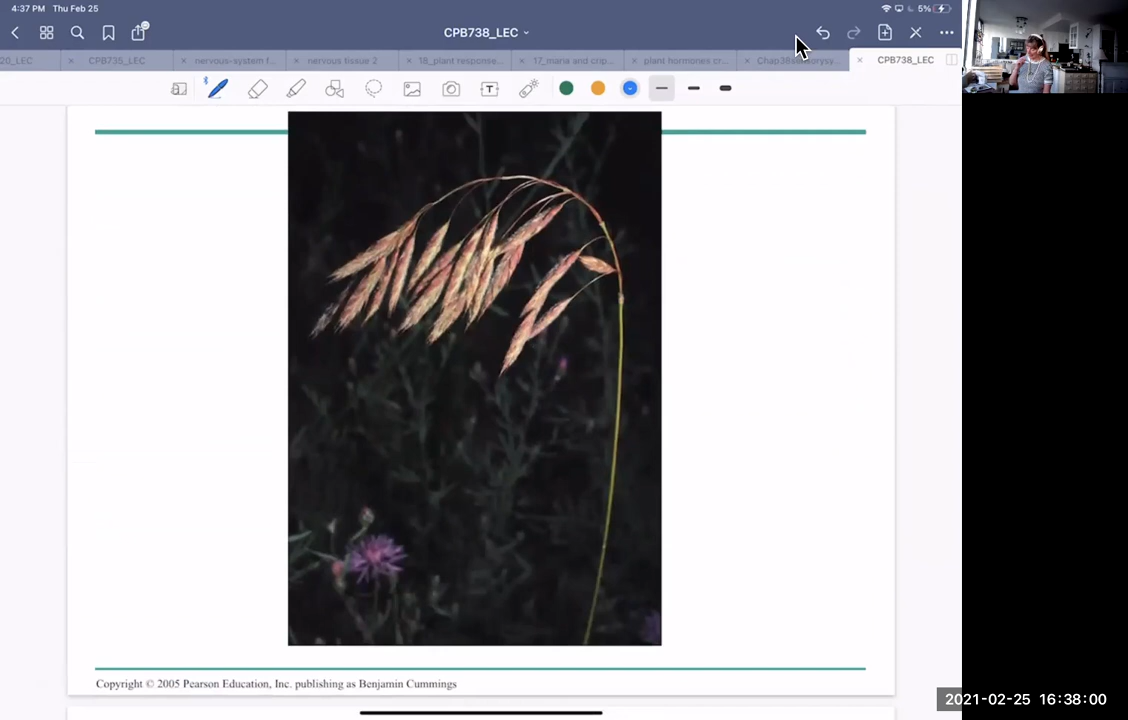 4:37 PM Thu Feb 25
5%
CPB738_LEC
20_LEC
CPB735_LEC
nervous-system f...
nervous tissue 2
18_plant response...
17_mana and crip...
plant hormones cr...
CPB738_LEC
T
Copyright © 2005 Pearson Education, Inc. publishing as Benjamin Cummings
2021-02-25 16:38:00